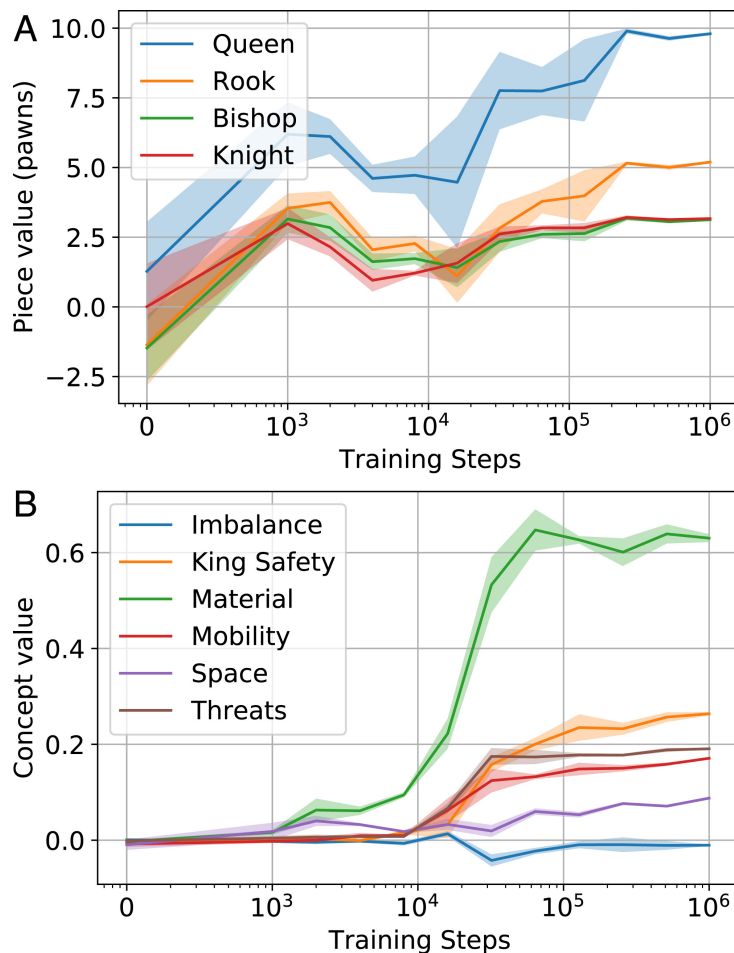 A
10.0
7.5
5.0
2.5
0.0
−2.5
Piece value (pawns)
Queen
Rook
Bishop
Knight
0
10³
10⁴
10⁵
10⁶
Training Steps
B
0.6
0.4
0.2
0.0
Concept value
Imbalance
King Safety
Material
Mobility
Space
Threats
0
10³
10⁴
10⁵
10⁶
Training Steps